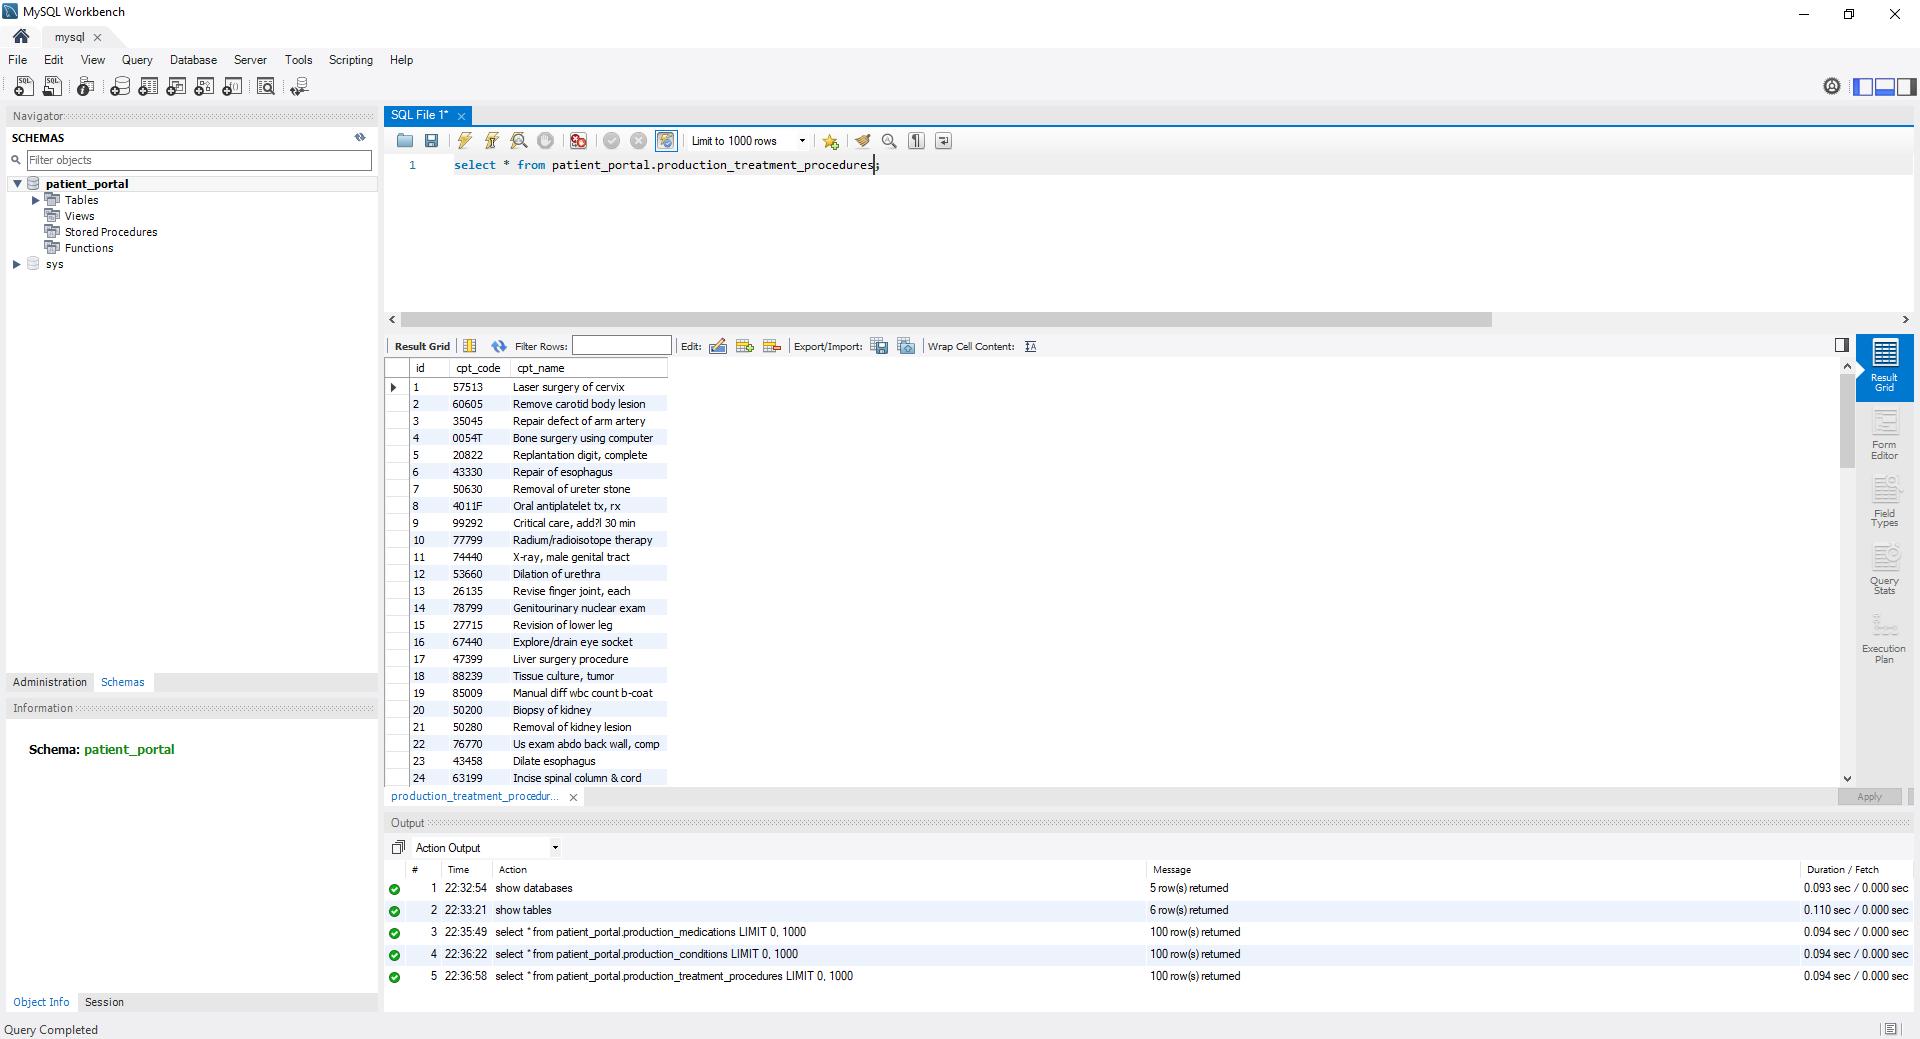 MySQL Workbench
mysql
File Edit View Query Database Server Tools Scripting Help
Navigator
SCHEMAS
Filter objects
patient_portal
Tables
Views
Stored Procedures
Functions
sys
Administration Schemas
Information
Schema: patient_portal
Object Info Session
SQL File 1*
Limit to 1000 rows
1 select * from patient_portal.production_treatment_procedures;
Result Grid Filter Rows: Edit: Export/Import: Wrap Cell Content:
id cpt_code cpt_name
1 57513 Laser surgery of cervix
2 60605 Remove carotid body lesion
3 35045 Repair defect of arm artery
4 0054T Bone surgery using computer
5 20822 Replantation digit, complete
6 43330 Repair of esophagus
7 50630 Removal of ureter stone
8 4011F Oral antiplatelet tx, rx
9 99292 Critical care, add?l 30 min
10 77799 Radium/radioisotope therapy
11 74440 X-ray, male genital tract
12 53660 Dilation of urethra
13 26135 Revise finger joint, each
14 78799 Genitourinary nuclear exam
15 27715 Revision of lower leg
16 67440 Explore/drain eye socket
17 47399 Liver surgery procedure
18 88239 Tissue culture, tumor
19 85009 Manual diff wbc count b-coat
20 50200 Biopsy of kidney
21 50280 Removal of kidney lesion
22 76770 Us exam abdo back wall, comp
23 43458 Dilate esophagus
24 63199 Incise spinal column & cord
Result
Grid
Form
Editor
Field
Types
Query
Stats
Execution
Plan
production_treatment_procedur...
Apply
Output
Action Output
# Time Action Message Duration / Fetch
1 22:32:54 show databases 5 row(s) returned 0.093 sec / 0.000 sec
2 22:33:21 show tables 6 row(s) returned 0.110 sec / 0.000 sec
3 22:35:49 select * from patient_portal.production_medications LIMIT 0, 1000 100 row(s) returned 0.094 sec / 0.000 sec
4 22:36:22 select * from patient_portal.production_conditions LIMIT 0, 1000 100 row(s) returned 0.094 sec / 0.000 sec
5 22:36:58 select * from patient_portal.production_treatment_procedures LIMIT 0, 1000 100 row(s) returned 0.094 sec / 0.000 sec
Query Completed